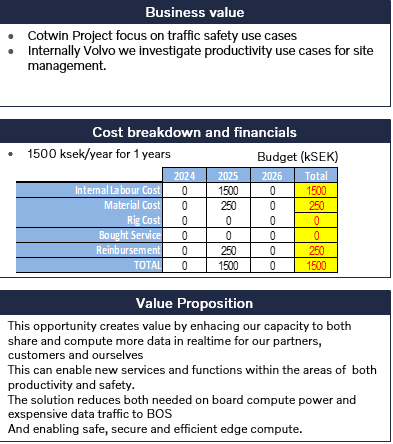 Business value
• Cotwin Project focus on traffic safety use cases
• Internally Volvo we investigate productivity use cases for site
management.
Cost breakdown and financials
• 1500 ksek/year for 1 years
Budget (kSEK)
2024 2025 2026 Total
Internal Labour Cost 0 1500 0 1500
Material Cost 0 250 0 250
Rig Cost 0 0 0 0
Bought Service 0 0 0 0
Reinbursement 0 250 0 250
TOTAL 0 1500 0 1500
Value Proposition
This opportunity creates value by enhacing our capacity to both
share and compute more data in realtime for our partners,
customers and ourselves
This can enable new services and functions within the areas of both
productivity and safety.
The solution reduces both needed on board compute power and
exspensive data traffic to BOS
And enabling safe, secure and efficient edge compute.